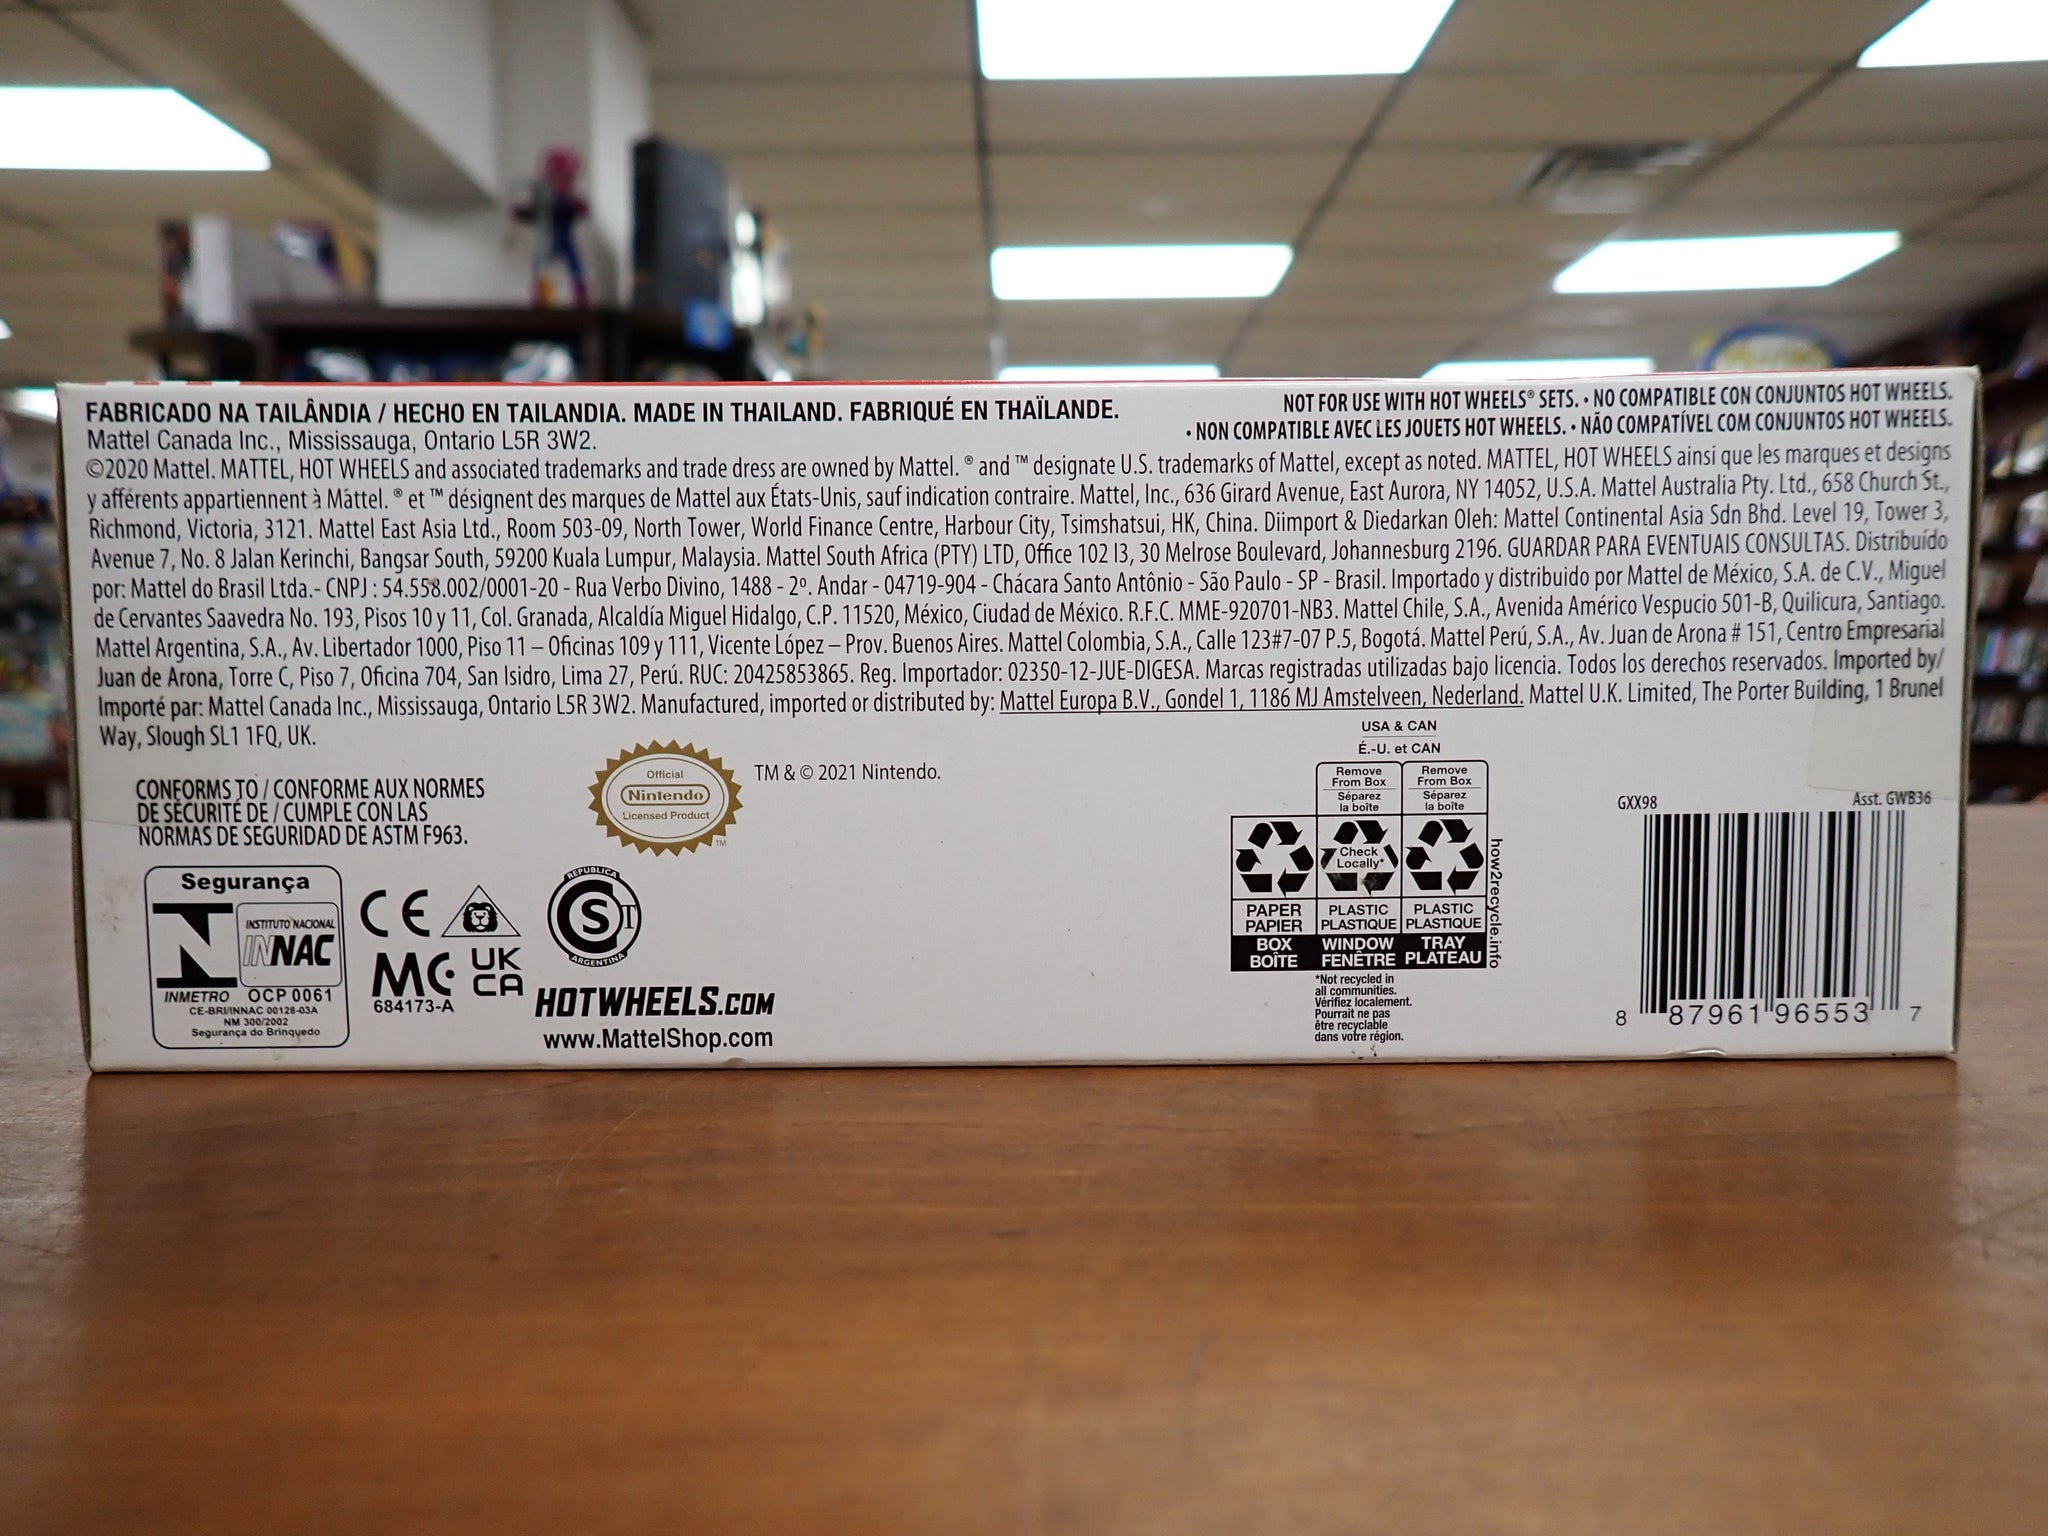 FABRICADO NA TAILÂNDIA / HECHO EN TAILANDIA. MADE IN THAILAND. FABRIQUÉ EN THAÏLANDE.
Mattel Canada Inc., Mississauga, Ontario L5R 3W2.
NOT FOR USE WITH HOT WHEELS® SETS. • NO COMPATIBLE CON CONJUNTOS HOT WHEELS.
• NON COMPATIBLE AVEC LES JOUETS HOT WHEELS. • NÃO COMPATÍVEL COM CONJUNTOS HOT WHEELS.
©2020 Mattel. MATTEL, HOT WHEELS and associated trademarks and trade dress are owned by Mattel. ® and ™ designate U.S. trademarks of Mattel, except as noted. MATTEL, HOT WHEELS ainsi que les marques et designs
y afférents appartiennent à Mattel. ® et ™ désignent des marques de Mattel aux États-Unis, sauf indication contraire. Mattel, Inc., 636 Girard Avenue, East Aurora, NY 14052, U.S.A. Mattel Australia Pty. Ltd., 658 Church St.,
Richmond, Victoria, 3121. Mattel East Asia Ltd., Room 503-09, North Tower, World Finance Centre, Harbour City, Tsimshatsui, HK, China. Diimport & Diedarkan Oleh: Mattel Continental Asia Sdn Bhd. Level 19, Tower 3,
Avenue 7, No. 8 Jalan Kerinchi, Bangsar South, 59200 Kuala Lumpur, Malaysia. Mattel South Africa (PTY) LTD, Office 102 I3, 30 Melrose Boulevard, Johannesburg 2196. GUARDAR PARA EVENTUAIS CONSULTAS. Distribuído
por: Mattel do Brasil Ltda.- CNPJ : 54.558.002/0001-20 - Rua Verbo Divino, 1488 - 2º. Andar - 04719-904 - Chácara Santo Antônio - São Paulo - SP - Brasil. Importado y distribuido por Mattel de México, S.A. de C.V., Miguel
de Cervantes Saavedra No. 193, Pisos 10 y 11, Col. Granada, Alcaldía Miguel Hidalgo, C.P. 11520, México, Ciudad de México. R.F.C. MME-920701-NB3. Mattel Chile, S.A., Avenida Américo Vespucio 501-B, Quilicura, Santiago.
Mattel Argentina, S.A., Av. Libertador 1000, Piso 11 – Oficinas 109 y 111, Vicente López – Prov. Buenos Aires. Mattel Colombia, S.A., Calle 123#7-07 P.5, Bogotá. Mattel Perú, S.A., Av. Juan de Arona # 151, Centro Empresarial
Juan de Arona, Torre C, Piso 7, Oficina 704, San Isidro, Lima 27, Perú. RUC: 20425853865. Reg. Importador: 02350-12-JUE-DIGESA. Marcas registradas utilizadas bajo licencia. Todos los derechos reservados. Imported by/
Importé par: Mattel Canada Inc., Mississauga, Ontario L5R 3W2. Manufactured, imported or distributed by: Mattel Europa B.V., Gondel 1, 1186 MJ Amstelveen, Nederland. Mattel U.K. Limited, The Porter Building, 1 Brunel
Way, Slough SL1 1FQ, UK.
CONFORMS TO / CONFORME AUX NORMES
DE SÉCURITÉ DE / CUMPLE CON LAS
NORMAS DE SEGURIDAD DE ASTM F963.
Official
Nintendo
Licensed Product
TM
TM & © 2021 Nintendo.
Segurança
INSTITUTO NACIONAL
INNAC
INMETRO OCP 0061
CE-BRI/INNAC 00128-03A
NM 300/2002
Segurança do Brinquedo
CE
MC
684173-A
UK
CA
REPUBLICA
S
T
ARGENTINA
HOTWHEELS.COM
www.MattelShop.com
USA & CAN
É.-U. et CAN
Remove
From Box
Séparez
la boîte
Remove
From Box
Séparez
la boîte
Check
Locally*
PAPER
PAPIER
PLASTIC
PLASTIQUE
PLASTIC
PLASTIQUE
BOX
BOÎTE
WINDOW
FENÊTRE
TRAY
PLATEAU
how2recycle.info
*Not recycled in
all communities.
Vérifiez localement.
Pourrait ne pas
être recyclable
dans votre région.
GXX98
Asst. GWB36
8 87961 96553 7